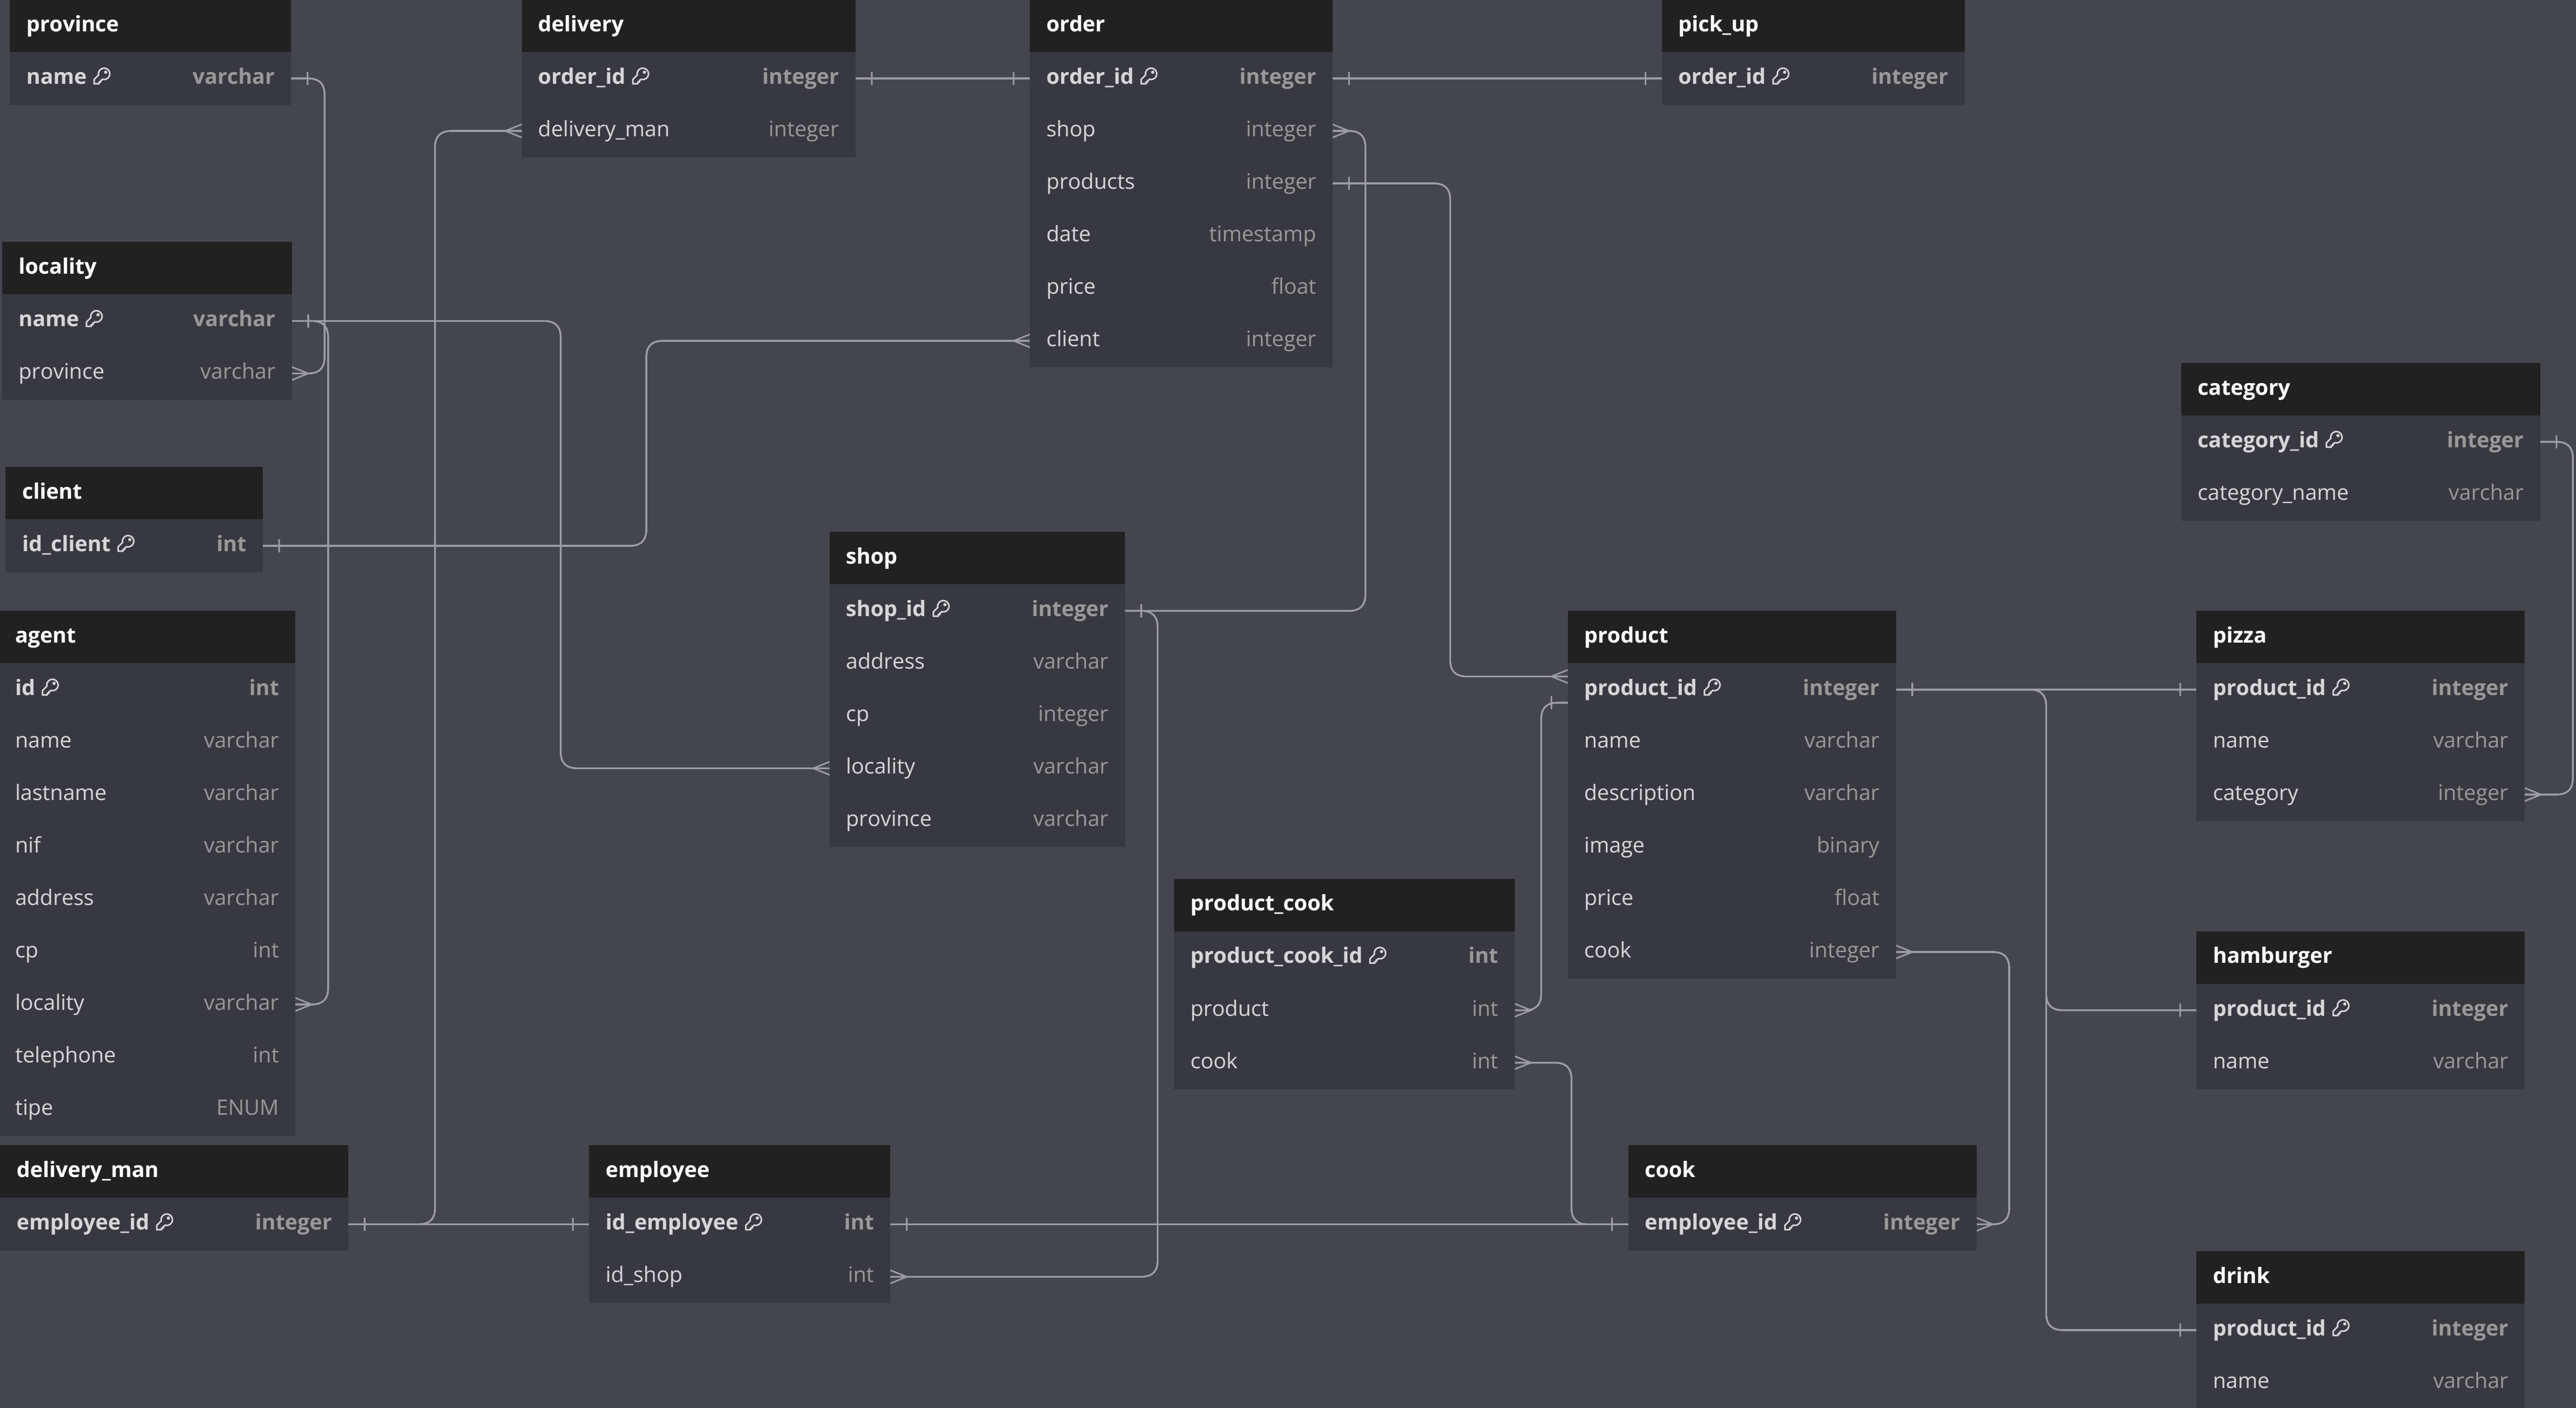 province
name varchar
delivery
order_id integer
delivery_man integer
order
order_id integer
shop integer
products integer
date timestamp
price float
client integer
pick_up
order_id integer
locality
name varchar
province varchar
category
category_id integer
category_name varchar
client
id_client int
shop
shop_id integer
address varchar
cp integer
locality varchar
province varchar
agent
id int
name varchar
lastname varchar
nif varchar
address varchar
cp int
locality varchar
telephone int
tipe ENUM
product
product_id integer
name varchar
description varchar
image binary
price float
cook integer
pizza
product_id integer
name varchar
category integer
product_cook
product_cook_id int
product int
cook int
hamburger
product_id integer
name varchar
delivery_man
employee_id integer
employee
id_employee int
id_shop int
cook
employee_id integer
drink
product_id integer
name varchar